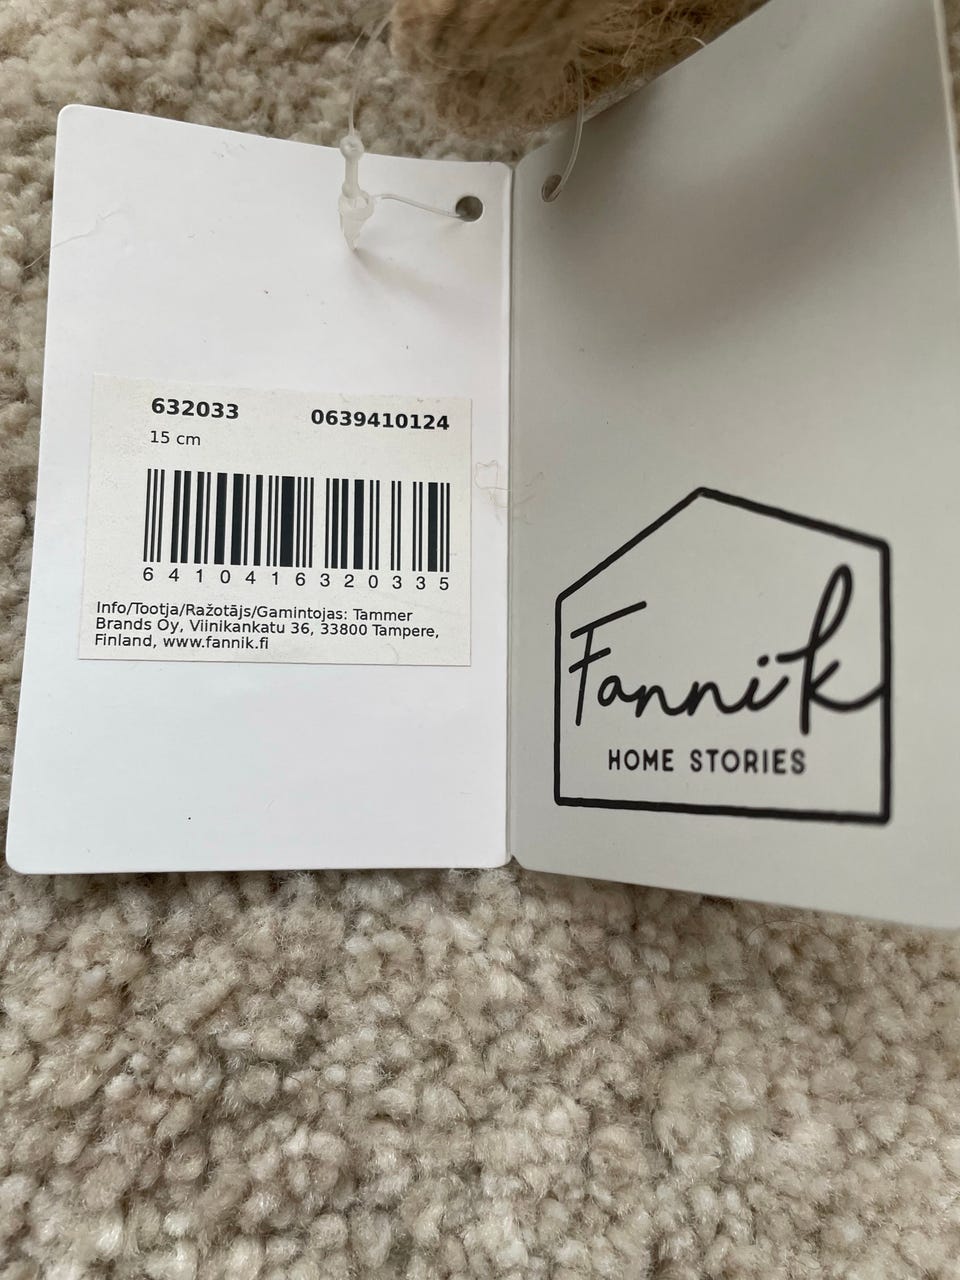 632033 0639410124
15 cm
6410416320335
Info/Tootja/Ražotājs/Gamintojas: Tammer
Brands Oy, Viinikankatu 36, 33800 Tampere,
Finland, www.fannik.fi
Fannik
HOME STORIES